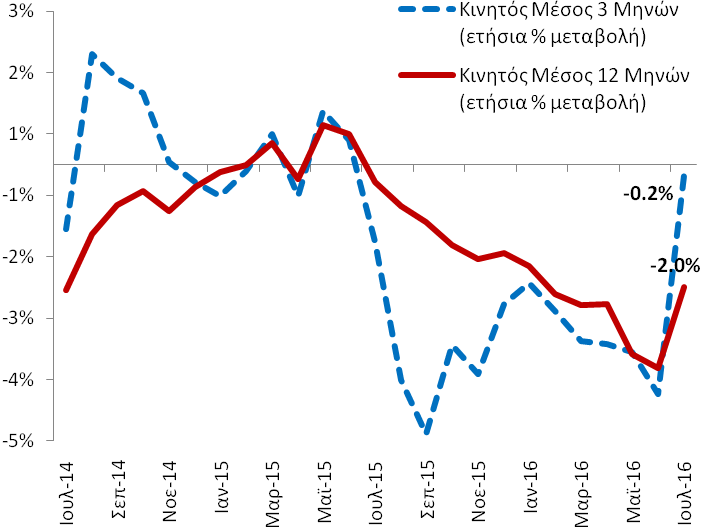 3%
2%
1%
-1%
-2%
-3%
-4%
-5%
Κινητός Μέσος 3 Μηνών
(ετήσια % μεταβολή)
Κινητός Μέσος 12 Μηνών
(ετήσια % μεταβολή)
-0.2%
-2.0%
Ιουλ-14
Σεπ-14
Νοε-14
Ιαν-15
Μαρ-15
Μαϊ-15
Ιουλ-15
Σεπ-15
Νοε-15
Ιαν-16
Μαρ-16
Μαϊ-16
Ιουλ-16